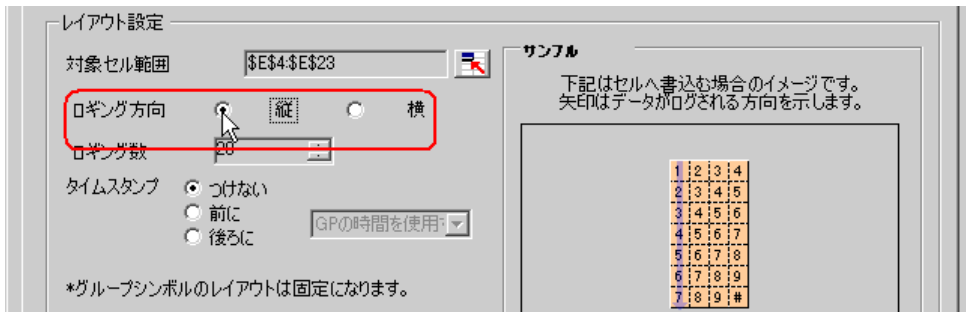 レイアウト設定
対象セル範囲 $E$4:$E$23
ロギング方向 縦 横
ロギング数 20
タイムスタンプ つけない
前に
後ろに
GPの時間を使用
*グループシンボルのレイアウトは固定になります。
サンプル
下記はセルへ書込む場合のイメージです。
矢印はデータがログされる方向を示します。
1 2 3 4
2 3 4 5
3 4 5 6
4 5 6 7
5 6 7 8
6 7 8 9
7 8 9 #